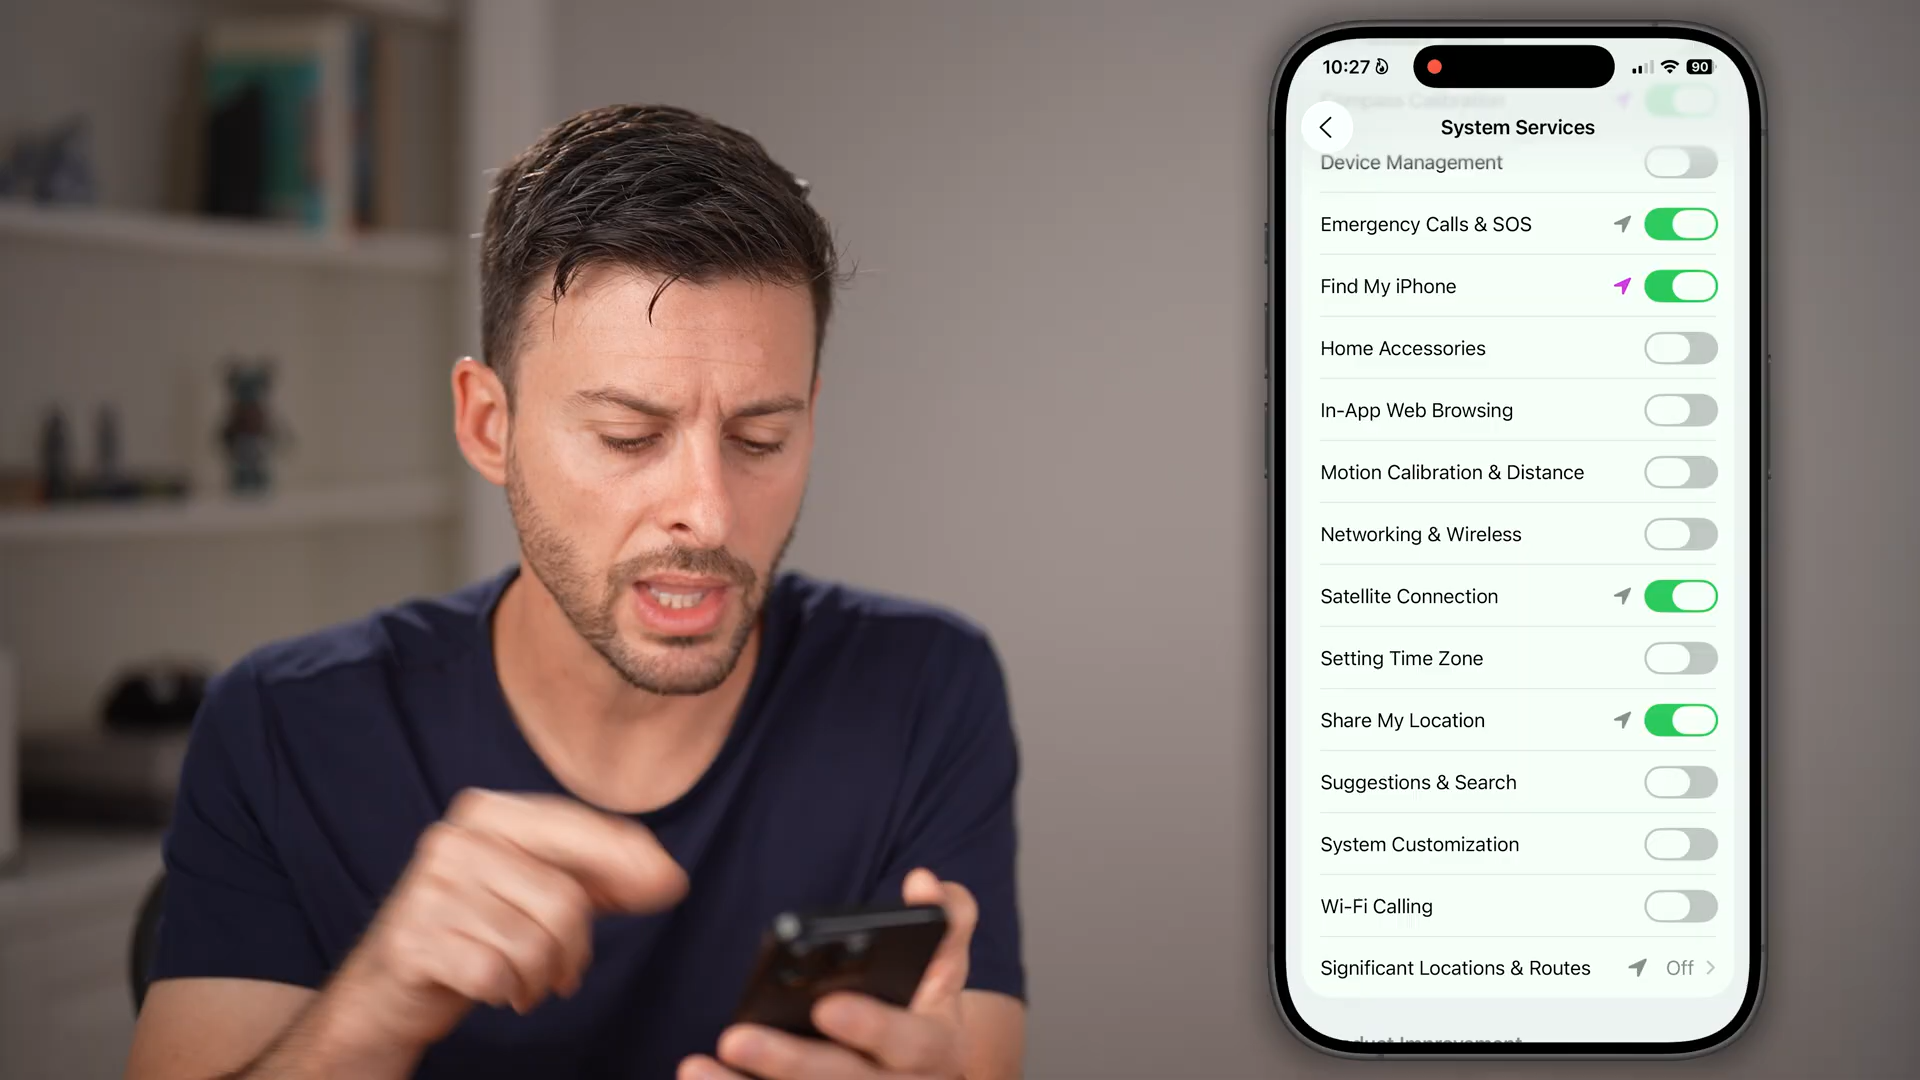 10:27
90
Compass Calibration
System Services
Device Management
Emergency Calls & SOS
Find My iPhone
Home Accessories
In-App Web Browsing
Motion Calibration & Distance
Networking & Wireless
Satellite Connection
Setting Time Zone
Share My Location
Suggestions & Search
System Customization
Wi-Fi Calling
Significant Locations & Routes Off